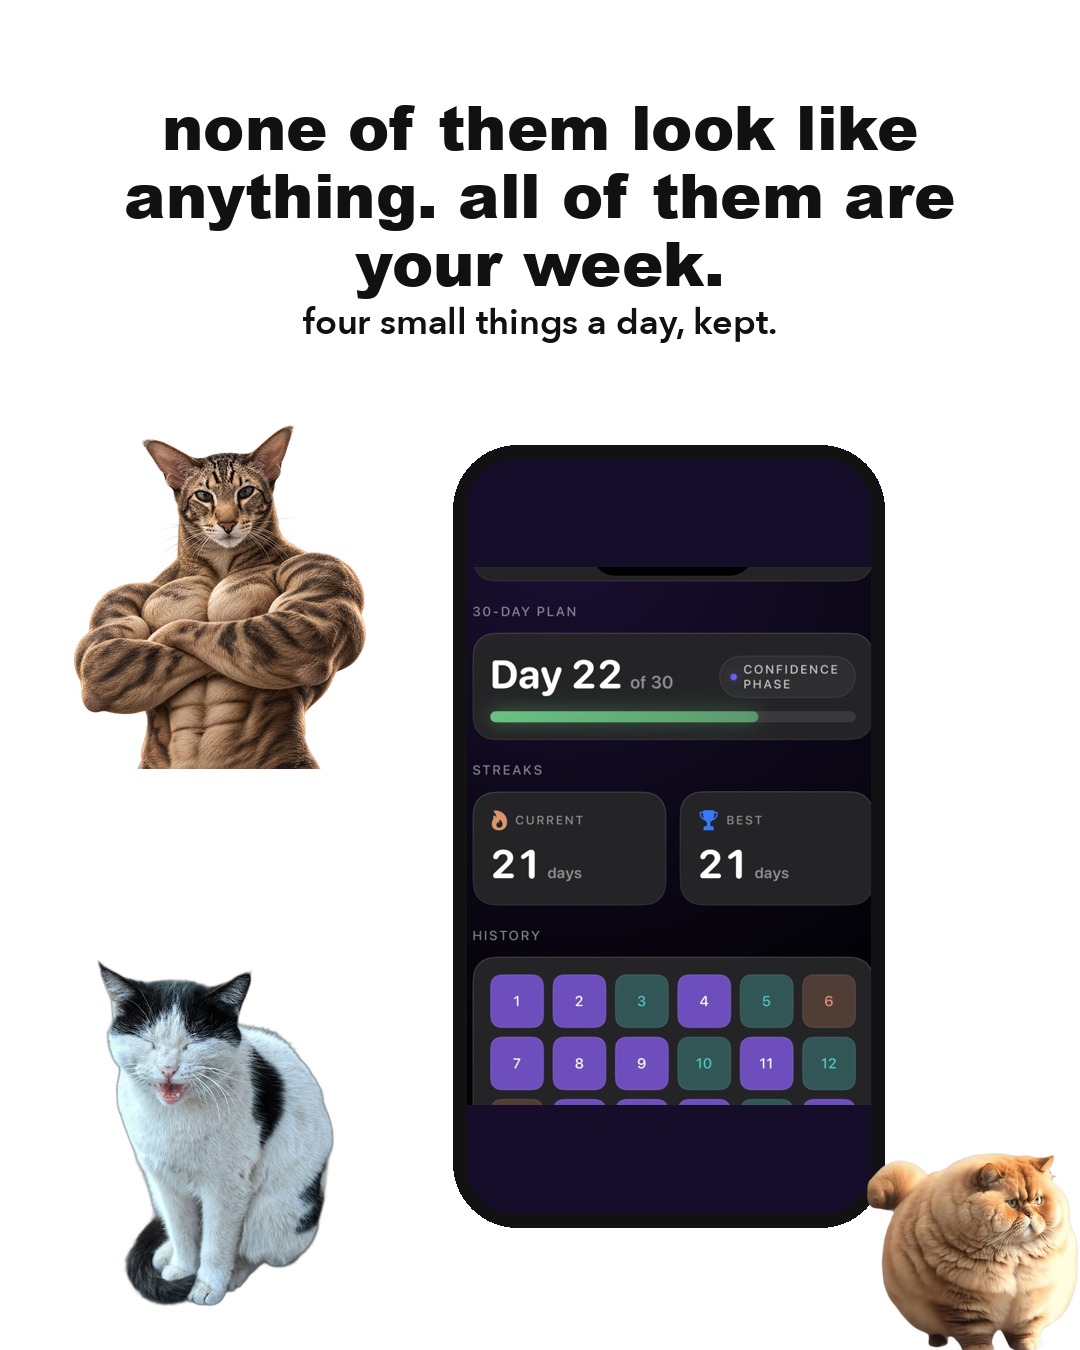 none of them look like
anything. all of them are
your week.
four small things a day, kept.
30-DAY PLAN
Day 22 of 30
CONFIDENCE
PHASE
STREAKS
CURRENT
21 days
BEST
21 days
HISTORY
1 2 3 4 5 6
7 8 9 10 11 12